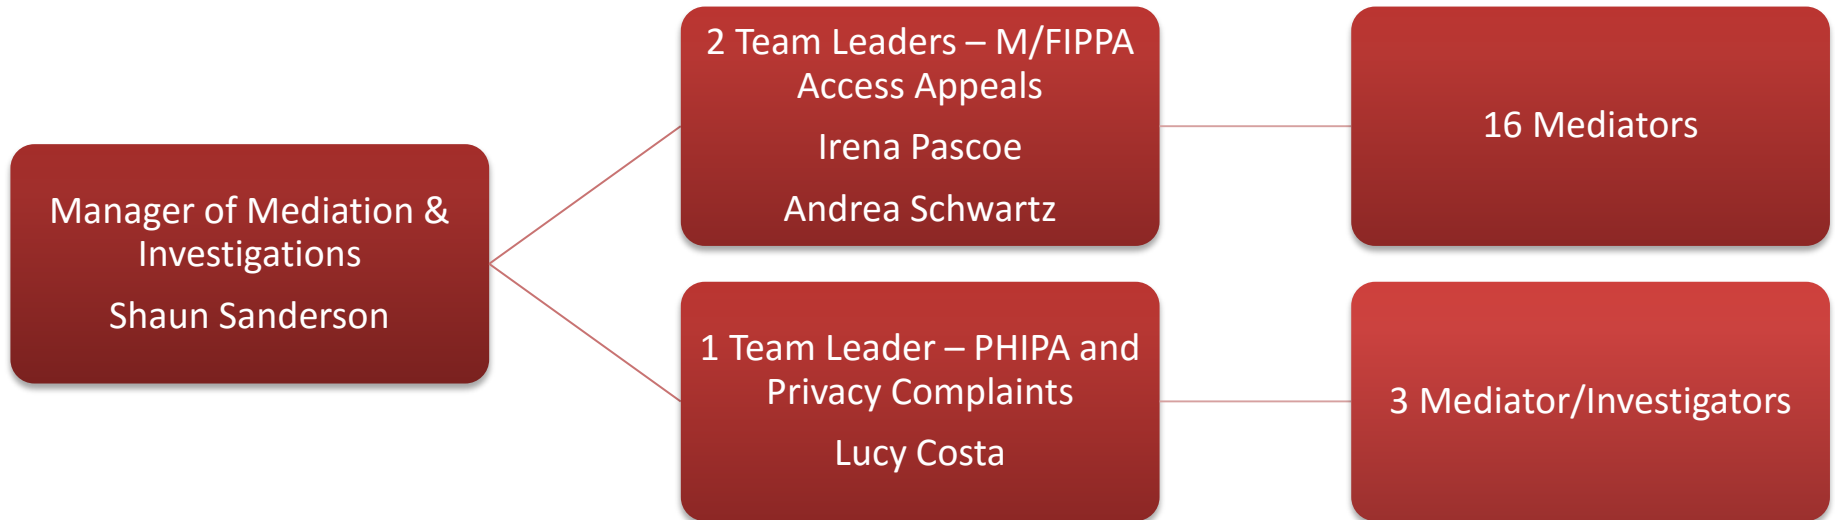 Manager of Mediation &
Investigations
Shaun Sanderson
2 Team Leaders – M/FIPPA
Access Appeals
Irena Pascoe
Andrea Schwartz
16 Mediators
1 Team Leader – PHIPA and
Privacy Complaints
Lucy Costa
3 Mediator/Investigators